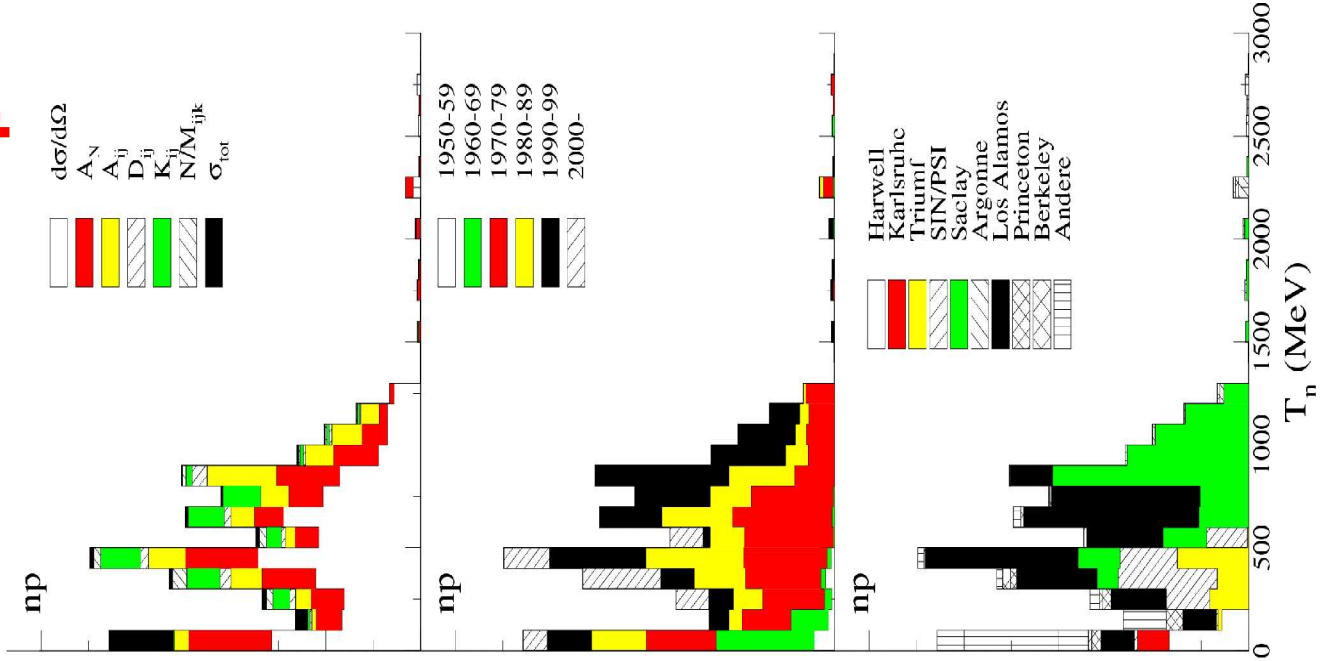 np
dσ/dΩ
A_N
A_ij
D_ij
K_ij
N/M_ijk
σ_tot
np
1950-59
1960-69
1970-79
1980-89
1990-99
2000-
np
Harwell
Karlsruhe
Triumf
SIN/PSI
Saclay
Argonne
Los Alamos
Princeton
Berkeley
Andere
0 500 1000 1500 2000 2500 3000
T_n (MeV)